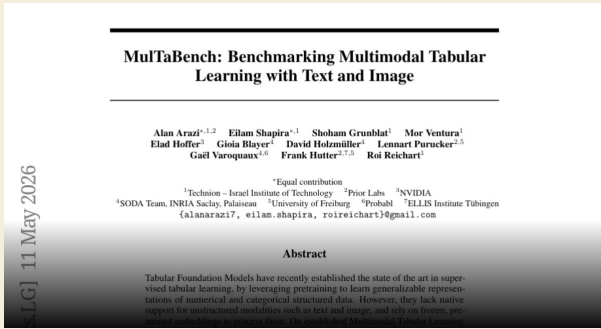 MulTaBench: Benchmarking Multimodal Tabular
Learning with Text and Image
Alan Arazi*,1,2 Eilam Shapira*,1 Shoham Grunblat1 Mor Ventura1
Elad Hoffer3 Gioia Blayer4 David Holzmüller4 Lennart Purucker2,5
Gaël Varoquaux4,6 Frank Hutter2,7,5 Roi Reichart1
*Equal contribution
1Technion – Israel Institute of Technology 2Prior Labs 3NVIDIA
4SODA Team, INRIA Saclay, Palaiseau 5University of Freiburg 6Probabl 7ELLIS Institute Tübingen
{alanarazi7, eilam.shapira, roireichart}@gmail.com
s.LG] 11 May 2026
Abstract
Tabular Foundation Models have recently established the state of the art in super-
vised tabular learning, by leveraging pretraining to learn generalizable represen-
tations of numerical and categorical structured data. However, they lack native
support for unstructured modalities such as text and image, and rely on frozen, pre-
trained embeddings to process them. On established Multimodal Tabular Learning